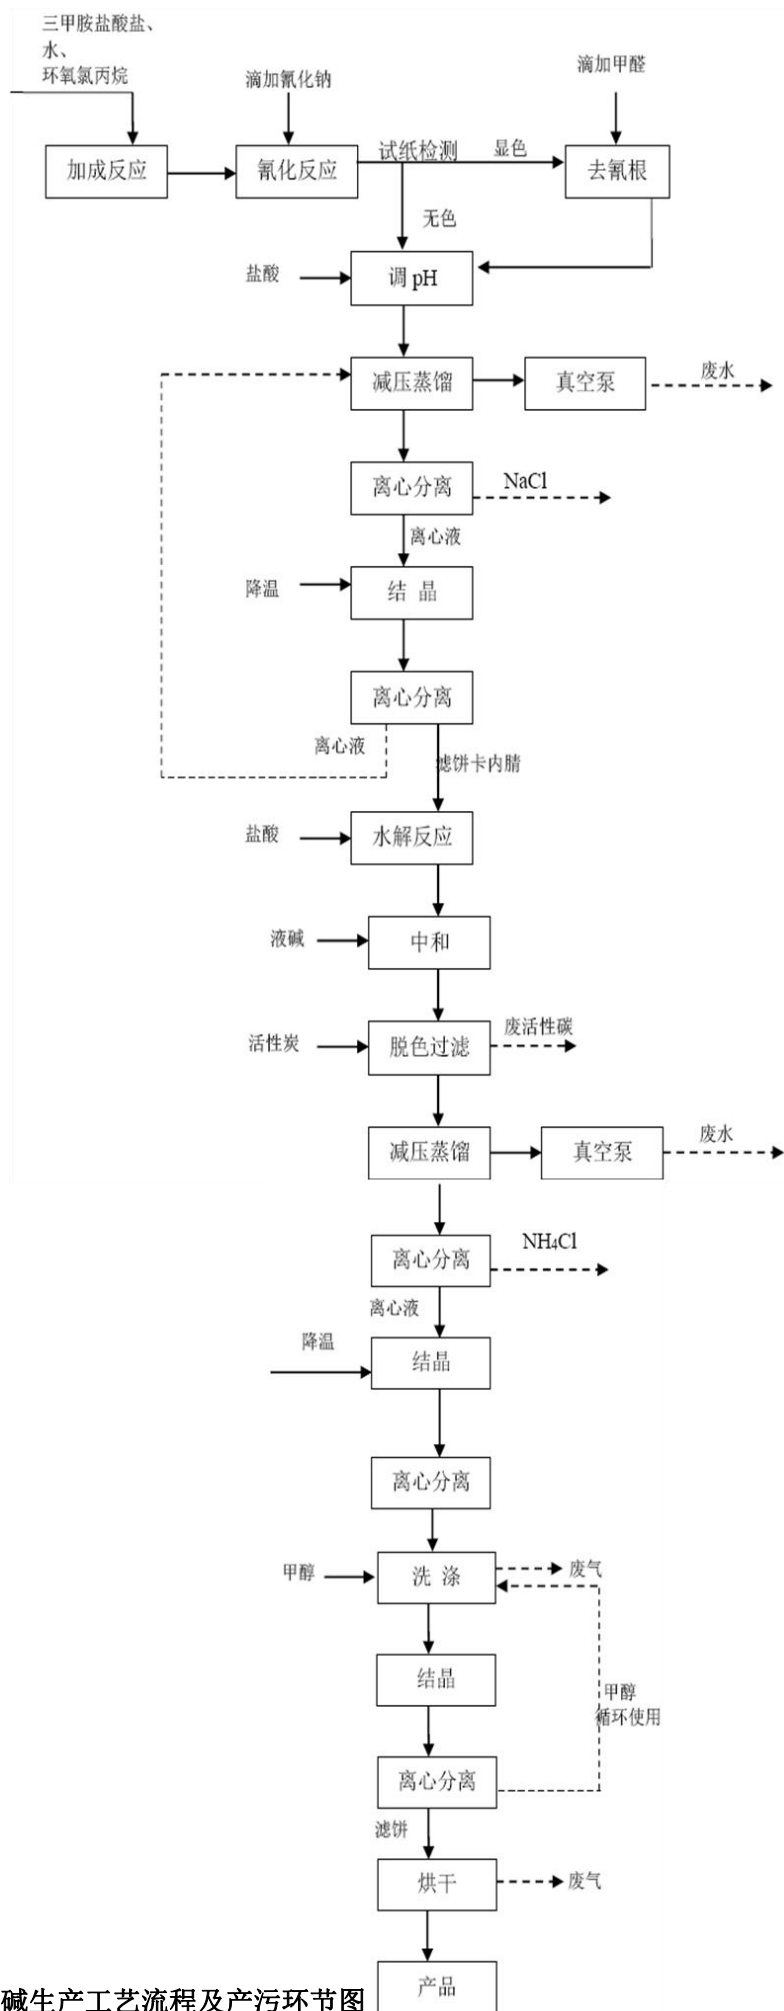 三甲胺盐酸盐、
水、
环氧氯丙烷
滴加氰化钠
滴加甲醛
加成反应
氰化反应
试纸检测
显色
去氰根
无色
盐酸
调 pH
减压蒸馏
真空泵
废水
离心分离
NaCl
离心液
降温
结 晶
离心分离
离心液
滤饼卡内腈
盐酸
水解反应
液碱
中和
活性炭
脱色过滤
废活性碳
减压蒸馏
真空泵
废水
离心分离
NH₄Cl
离心液
降温
结晶
离心分离
甲醇
洗 涤
废气
结晶
甲醇
循环使用
离心分离
滤饼
烘干
废气
产品
碱生产工艺流程及产污环节图